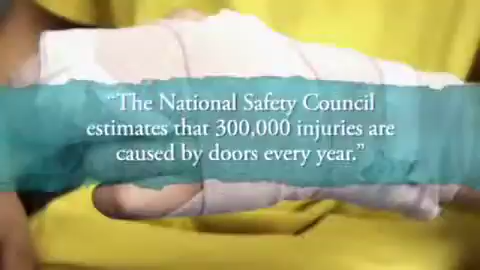 “The National Safety Council
estimates that 300,000 injuries are
caused by doors every year.”